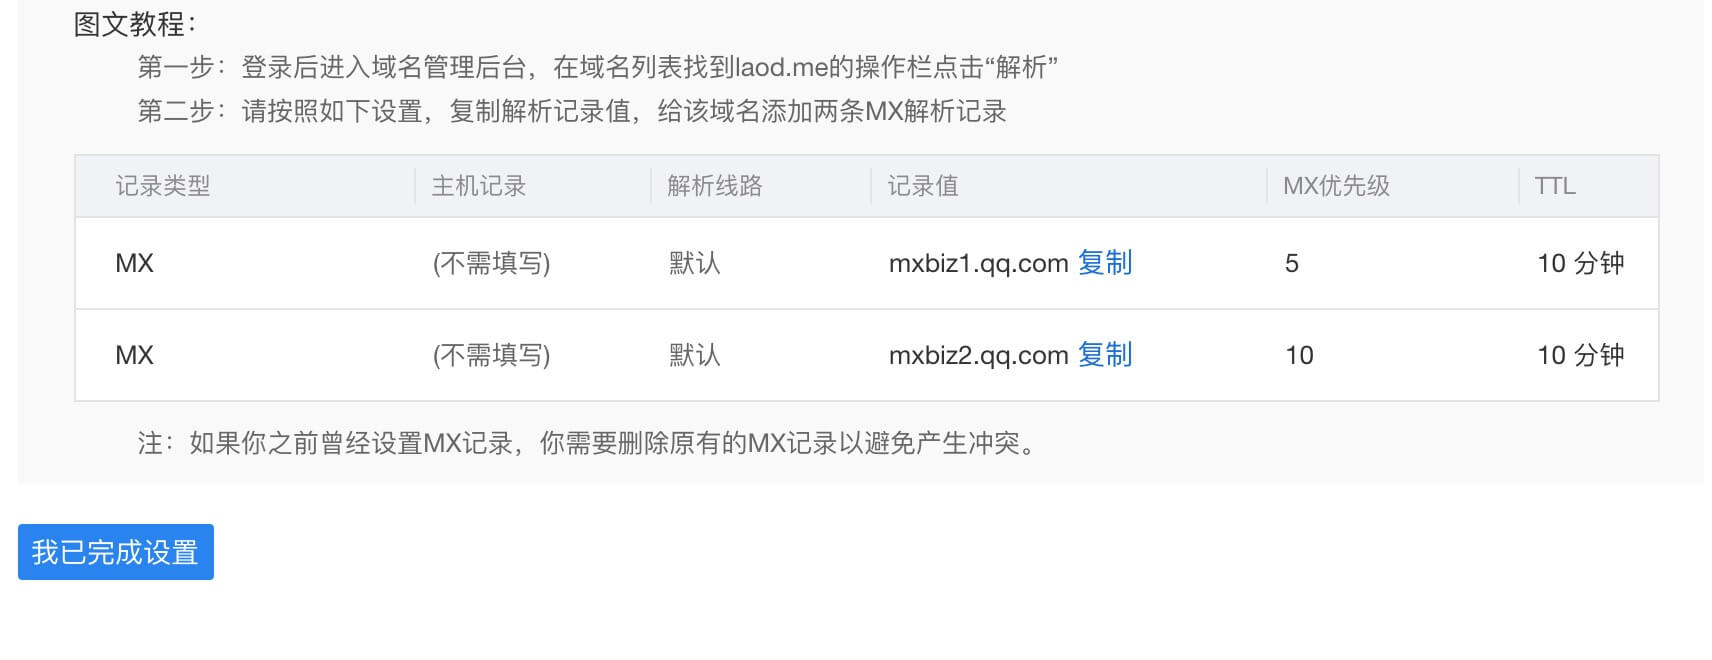 图文教程：
第一步：登录后进入域名管理后台，在域名列表找到laod.me的操作栏点击“解析”
第二步：请按照如下设置，复制解析记录值，给该域名添加两条MX解析记录
记录类型 主机记录 解析线路 记录值 MX优先级 TTL
MX (不需填写) 默认 mxbiz1.qq.com 复制 5 10 分钟
MX (不需填写) 默认 mxbiz2.qq.com 复制 10 10 分钟
注：如果你之前曾经设置MX记录，你需要删除原有的MX记录以避免产生冲突。
我已完成设置